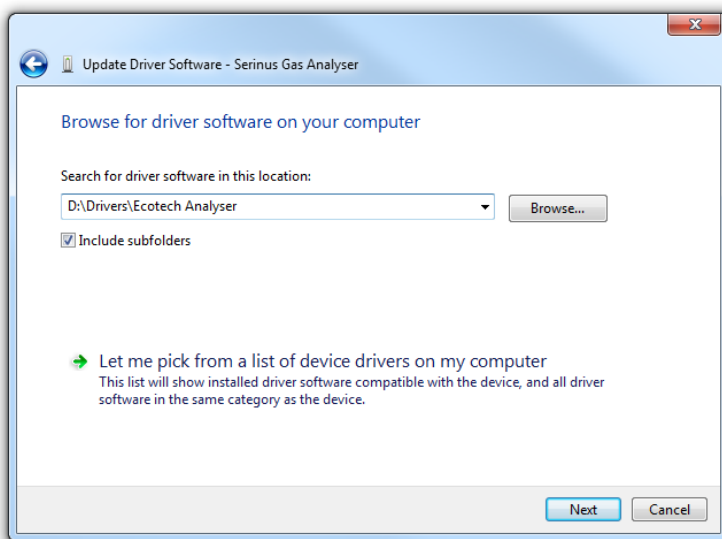 Update Driver Software - Serinus Gas Analyser
Browse for driver software on your computer
Search for driver software in this location:
D:\Drivers\Ecotech Analyser
Browse...
Include subfolders
Let me pick from a list of device drivers on my computer
This list will show installed driver software compatible with the device, and all driver
software in the same category as the device.
Next
Cancel